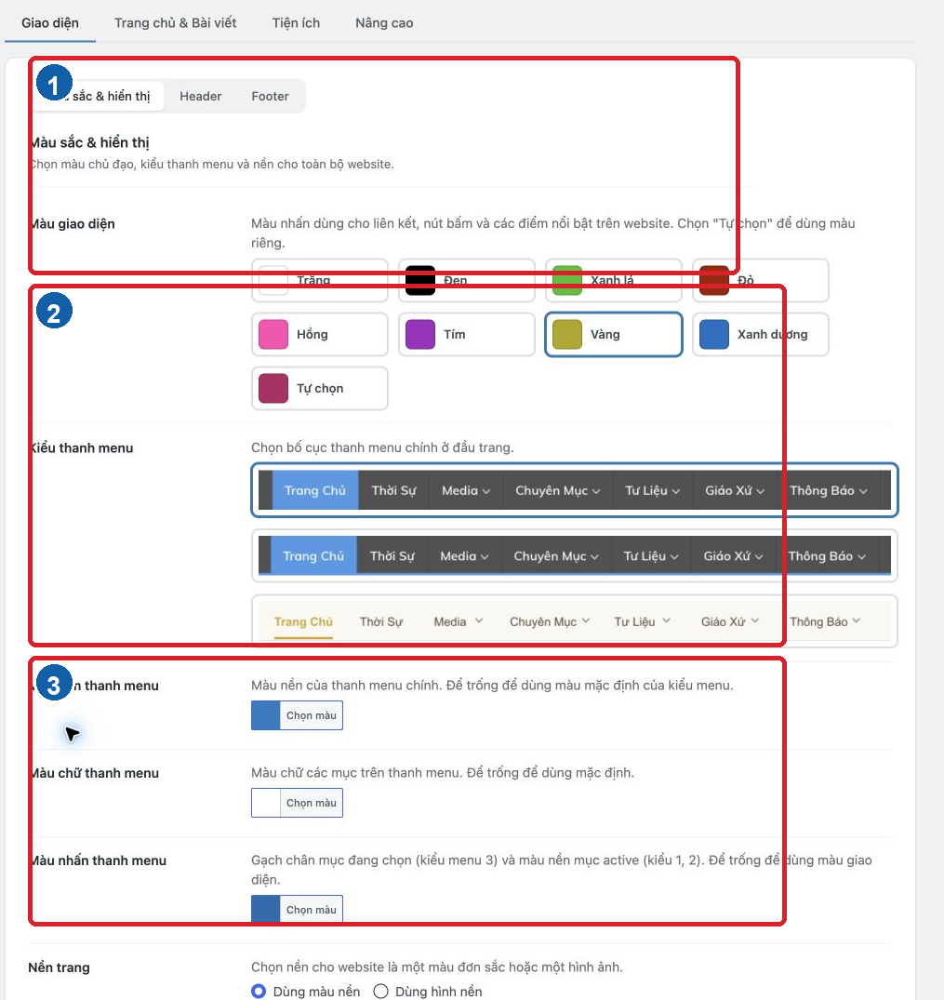 Giao diện Trang chủ & Bài viết Tiện ích Nâng cao
1
sắc & hiển thị Header Footer
Màu sắc & hiển thị
Chọn màu chủ đạo, kiểu thanh menu và nền cho toàn bộ website.
Màu giao diện
Màu nhấn dùng cho liên kết, nút bấm và các điểm nổi bật trên website. Chọn "Tự chọn" để dùng màu
riêng.
Trắng Đen Xanh lá Đỏ
2
Hồng Tím Vàng Xanh dương
Tự chọn
Kiểu thanh menu
Chọn bố cục thanh menu chính ở đầu trang.
Trang Chủ Thời Sự Media Chuyên Mục Tư Liệu Giáo Xứ Thông Báo
Trang Chủ Thời Sự Media Chuyên Mục Tư Liệu Giáo Xứ Thông Báo
Trang Chủ Thời Sự Media Chuyên Mục Tư Liệu Giáo Xứ Thông Báo
3
thanh menu
Màu nền của thanh menu chính. Để trống để dùng màu mặc định của kiểu menu.
Chọn màu
Màu chữ thanh menu
Màu chữ các mục trên thanh menu. Để trống để dùng mặc định.
Chọn màu
Màu nhấn thanh menu
Gạch chân mục đang chọn (kiểu menu 3) và màu nền mục active (kiểu 1, 2). Để trống để dùng màu giao
diện.
Chọn màu
Nền trang
Chọn nền cho website là một màu đơn sắc hoặc một hình ảnh.
Dùng màu nền Dùng hình nền